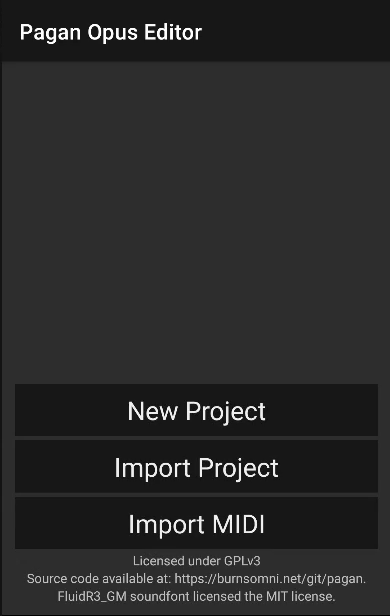 Pagan Opus Editor
New Project
Import Project
Import MIDI
Licensed under GPLv3
Source code available at: https://burnsomni.net/git/pagan.
FluidR3_GM soundfont licensed the MIT license.